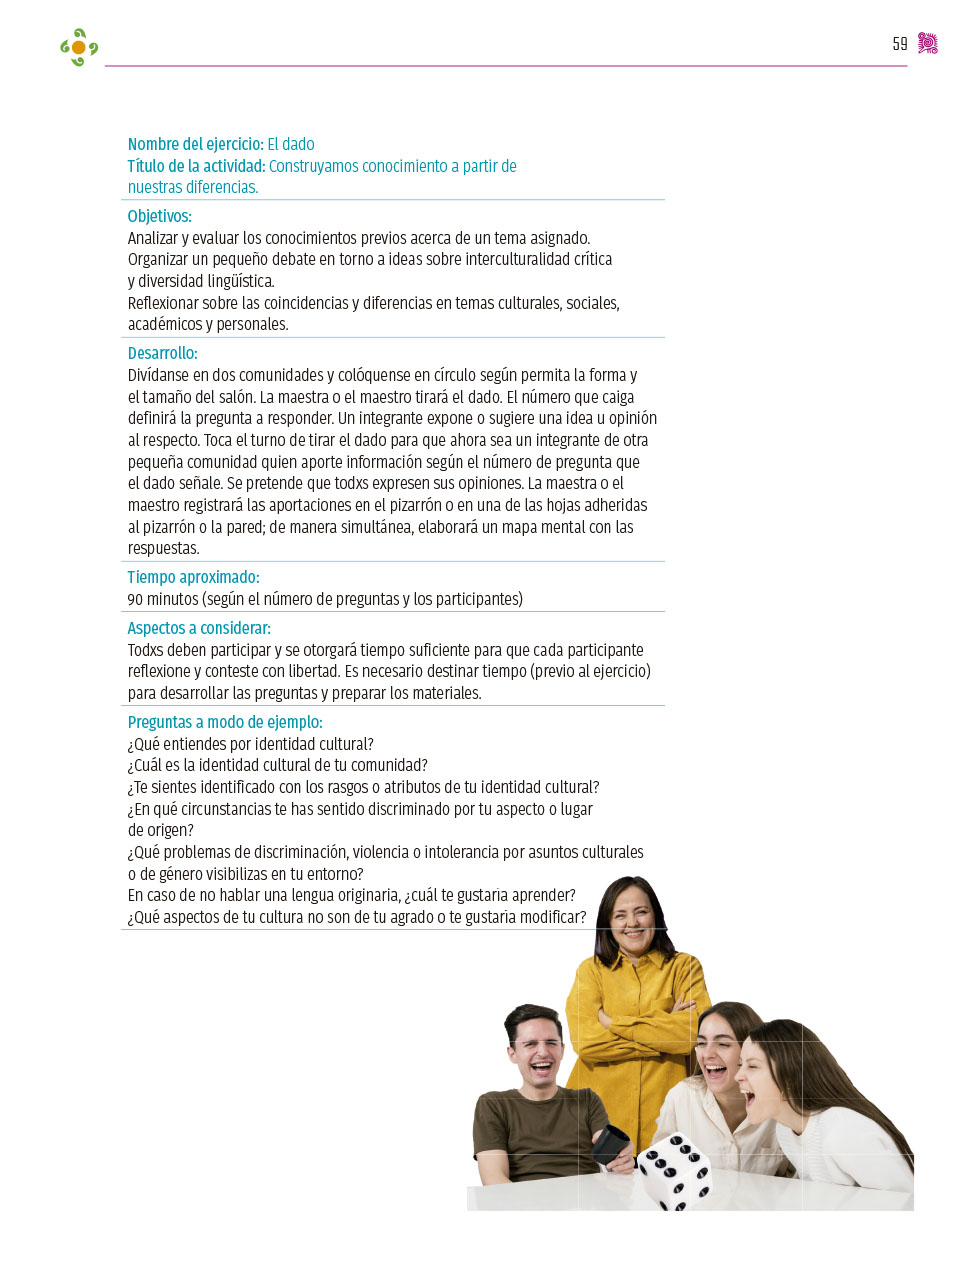 59
Nombre del ejercicio: El dado
Título de la actividad: Construyamos conocimiento a partir de
nuestras diferencias.
Objetivos:
Analizar y evaluar los conocimientos previos acerca de un tema asignado.
Organizar un pequeño debate en torno a ideas sobre interculturalidad crítica
y diversidad lingüística.
Reflexionar sobre las coincidencias y diferencias en temas culturales, sociales,
académicos y personales.
Desarrollo:
Divídanse en dos comunidades y colóquense en círculo según permita la forma y
el tamaño del salón. La maestra o el maestro tirará el dado. El número que caiga
definirá la pregunta a responder. Un integrante expone o sugiere una idea u opinión
al respecto. Toca el turno de tirar el dado para que ahora sea un integrante de otra
pequeña comunidad quien aporte información según el número de pregunta que
el dado señale. Se pretende que todxs expresen sus opiniones. La maestra o el
maestro registrará las aportaciones en el pizarrón o en una de las hojas adheridas
al pizarrón o la pared; de manera simultánea, elaborará un mapa mental con las
respuestas.
Tiempo aproximado:
90 minutos (según el número de preguntas y los participantes)
Aspectos a considerar:
Todxs deben participar y se otorgará tiempo suficiente para que cada participante
reflexione y conteste con libertad. Es necesario destinar tiempo (previo al ejercicio)
para desarrollar las preguntas y preparar los materiales.
Preguntas a modo de ejemplo:
¿Qué entiendes por identidad cultural?
¿Cuál es la identidad cultural de tu comunidad?
¿Te sientes identificado con los rasgos o atributos de tu identidad cultural?
¿En qué circunstancias te has sentido discriminado por tu aspecto o lugar
de origen?
¿Qué problemas de discriminación, violencia o intolerancia por asuntos culturales
o de género visibilizas en tu entorno?
En caso de no hablar una lengua originaria, ¿cuál te gustaría aprender?
¿Qué aspectos de tu cultura no son de tu agrado o te gustaría modificar?